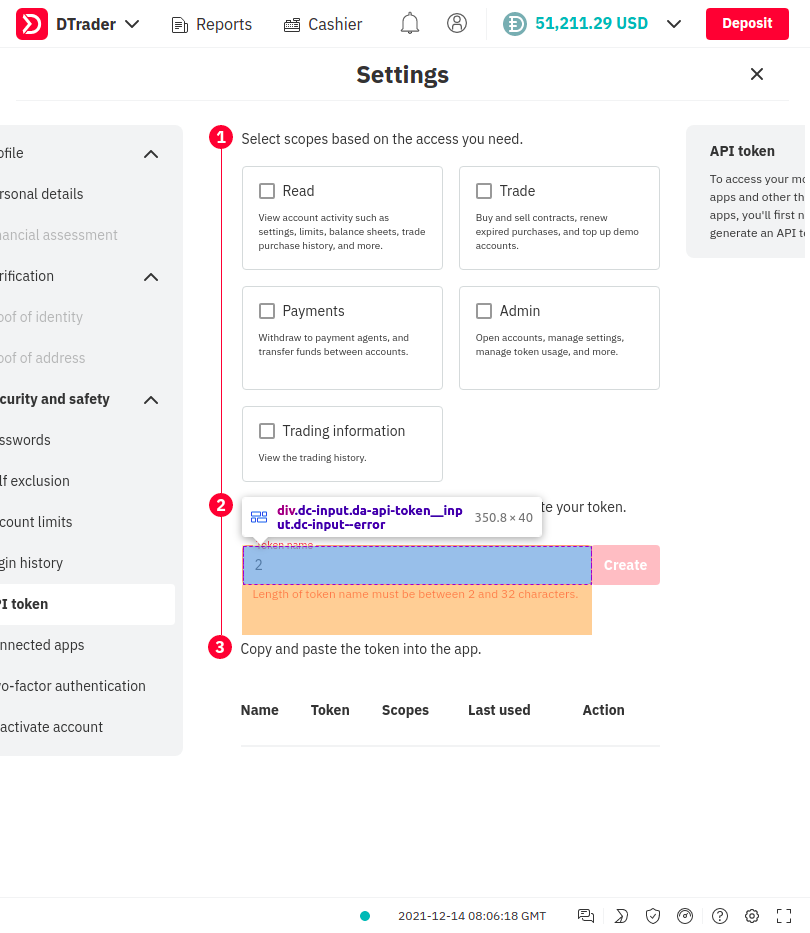 DTrader
Reports
Cashier
51,211.29 USD
Deposit
Settings
ofile
rsonal details
nancial assessment
rification
oof of identity
oof of address
curity and safety
sswords
lf exclusion
count limits
gin history
PI token
nnected apps
o-factor authentication
activate account
1
Select scopes based on the access you need.
Read
View account activity such as
settings, limits, balance sheets, trade
purchase history, and more.
Trade
Buy and sell contracts, renew
expired purchases, and top up demo
accounts.
Payments
Withdraw to payment agents, and
transfer funds between accounts.
Admin
Open accounts, manage settings,
manage token usage, and more.
Trading information
View the trading history.
2
te your token.
div.dc-input.da-api-token__inp
ut.dc-input--error
350.8 × 40
Token name
2
Create
Length of token name must be between 2 and 32 characters.
3
Copy and paste the token into the app.
Name Token Scopes Last used Action
API token
To access your mo
apps and other th
apps, you'll first n
generate an API to
2021-12-14 08:06:18 GMT